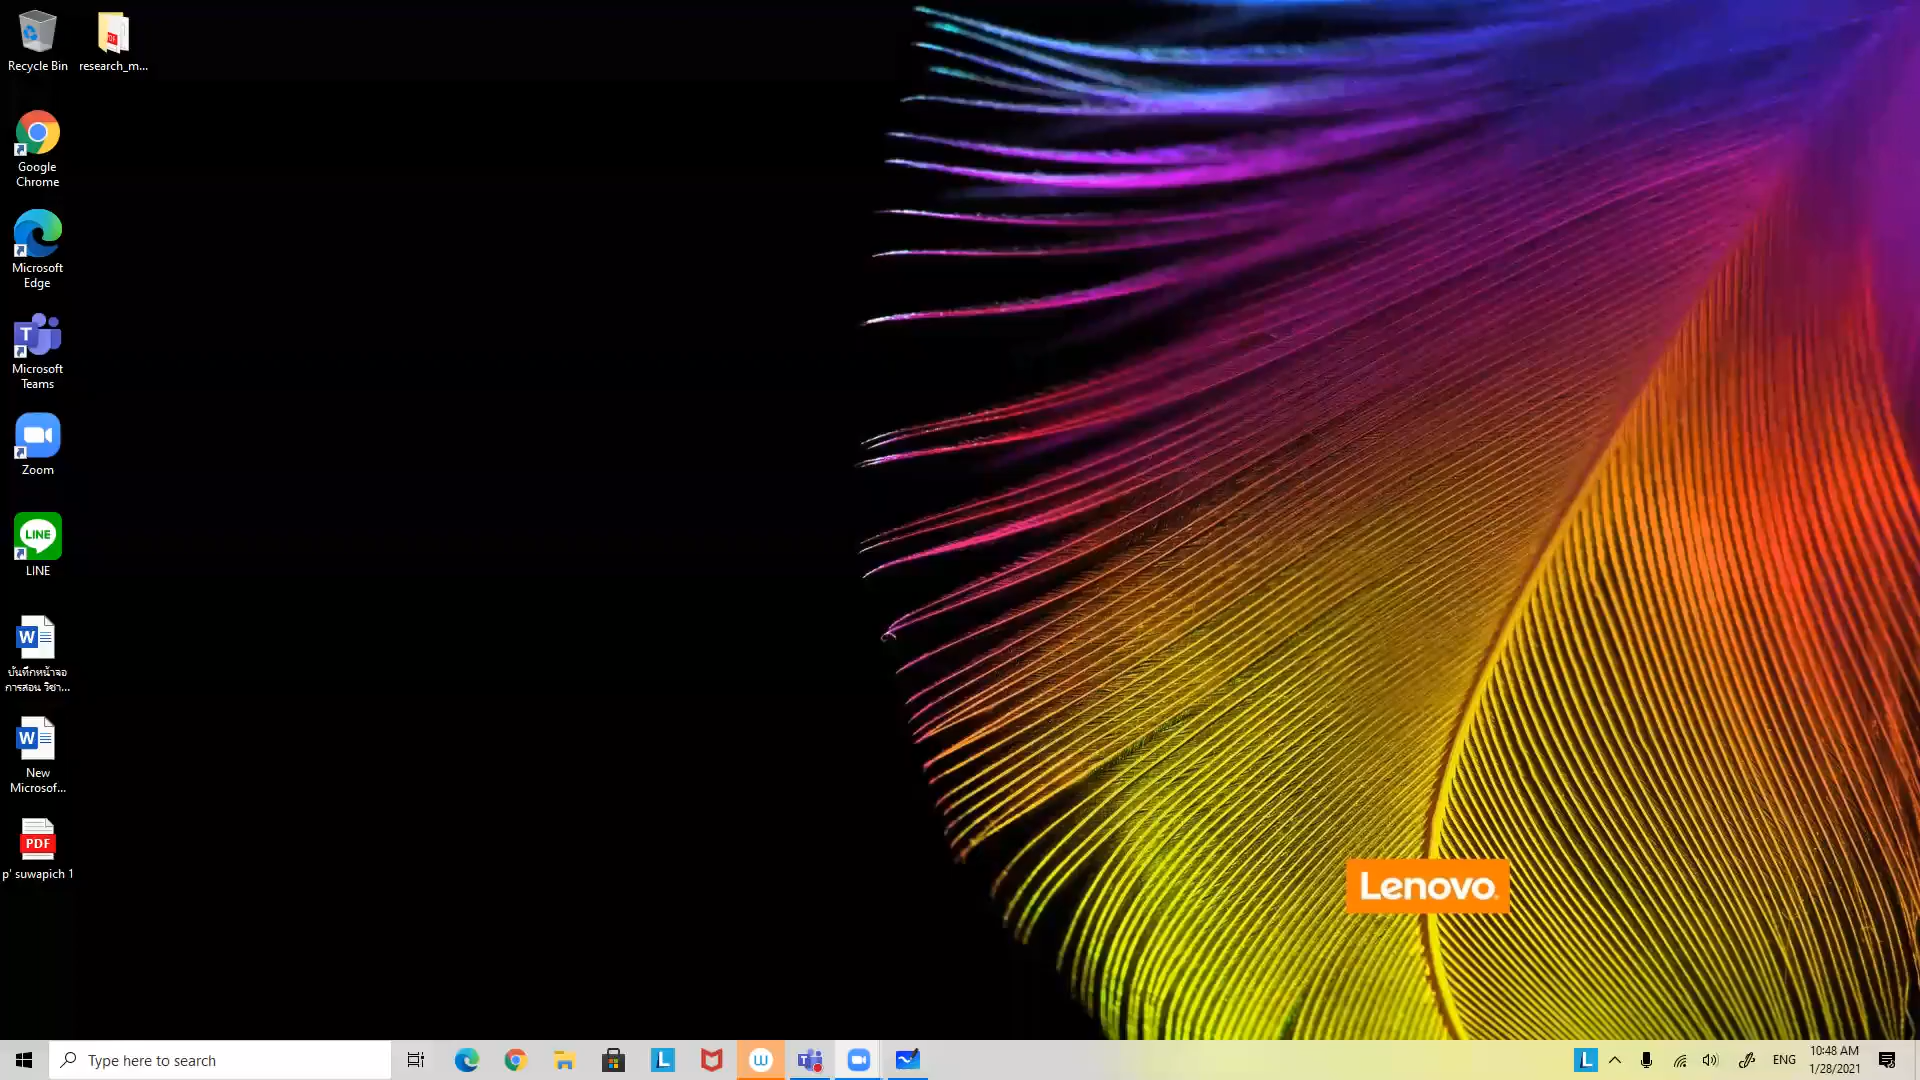 Recycle Bin
research_m...
Google
Chrome
Microsoft
Edge
T
Microsoft
Teams
Zoom
LINE
LINE
W
บันทึกหน้าจอ
การสอน วิชา...
W
New
Microsof...
PDF
p' suwapich 1
Lenovo
Type here to search
L
W
T
L
ENG
10:48 AM
1/28/2021